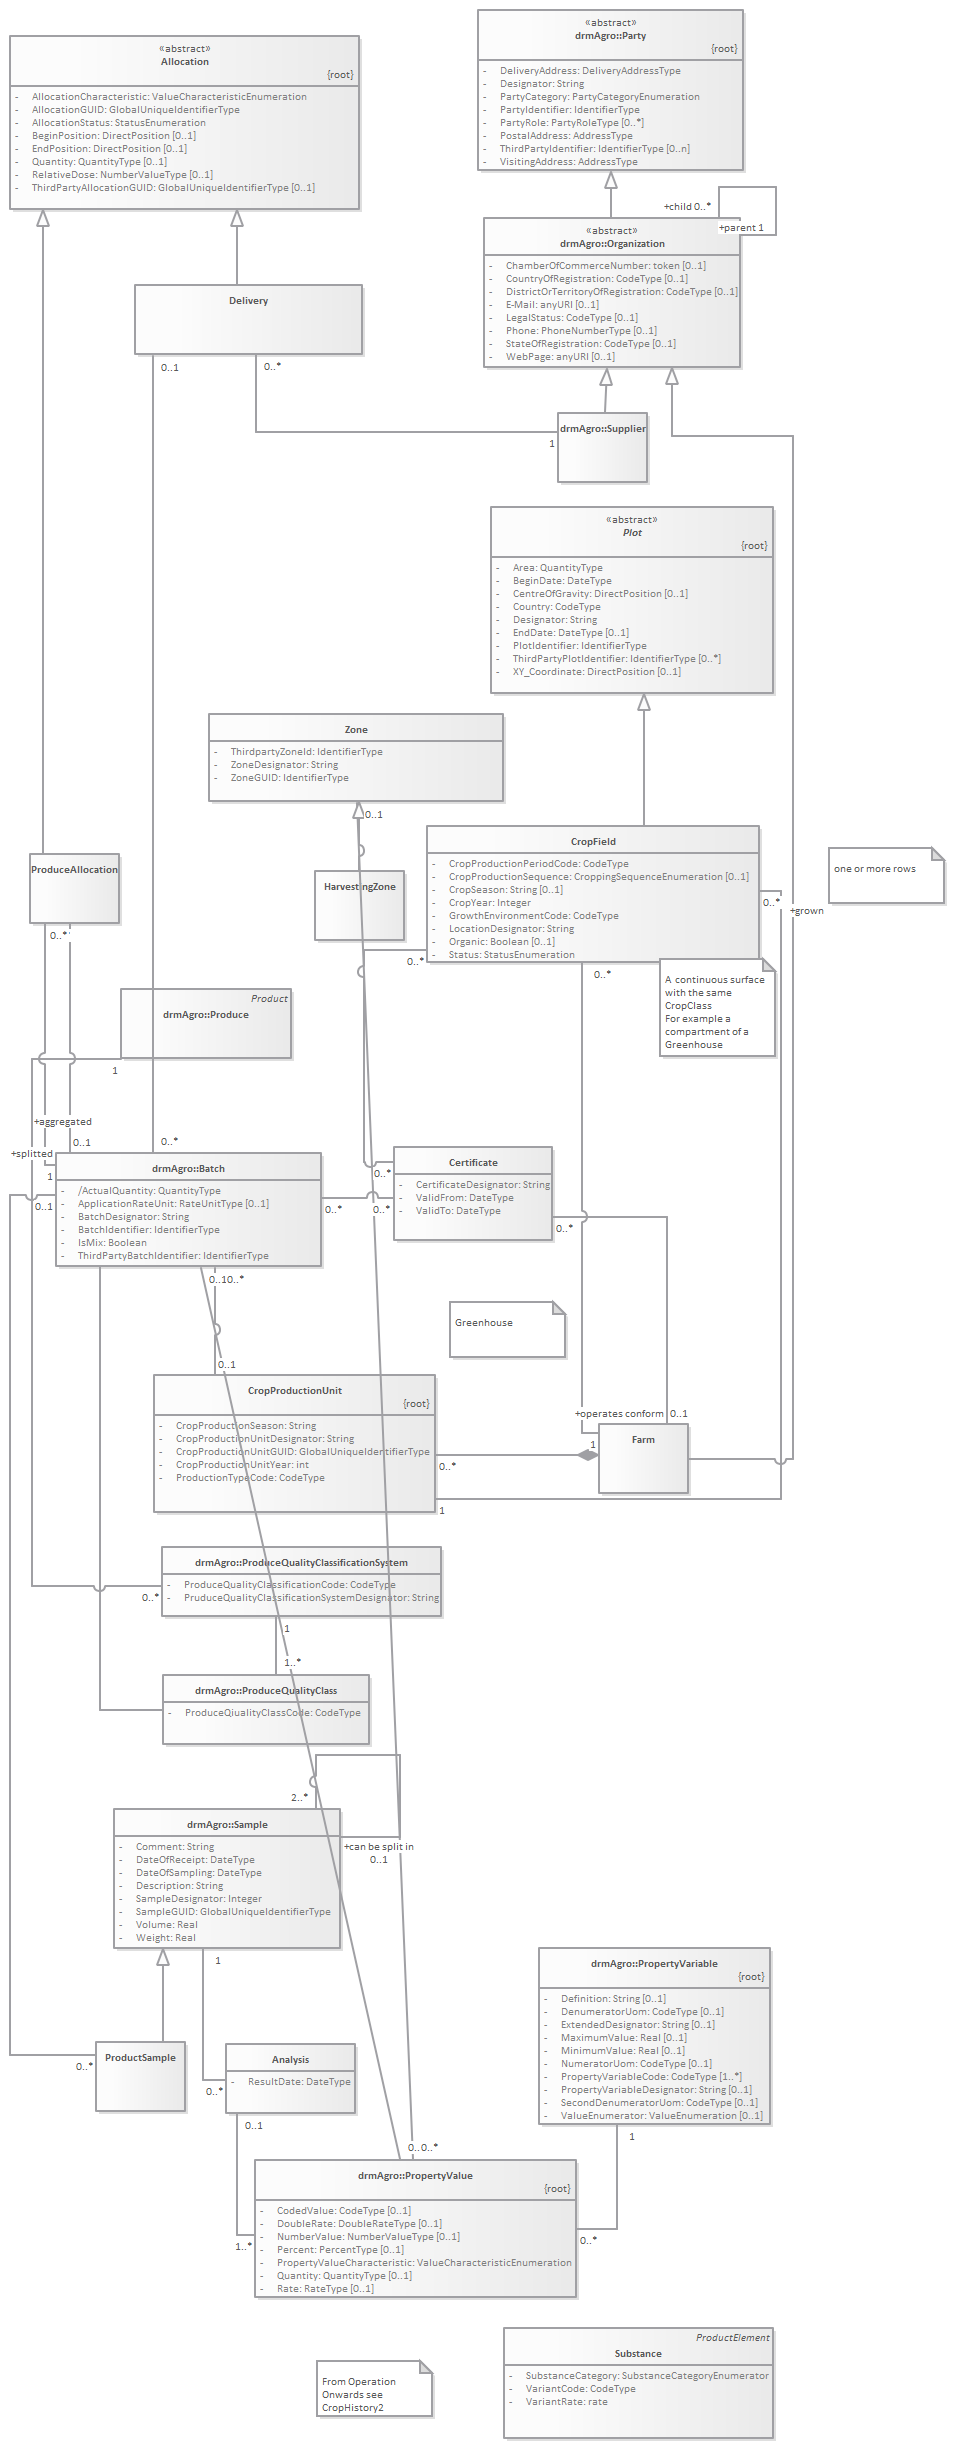 «abstract»
drmAgro::Party
{root}
- DeliveryAddress: DeliveryAddressType
- Designator: String
- PartyCategory: PartyCategoryEnumeration
- PartyIdentifier: IdentifierType
- PartyRole: PartyRoleType [0..*]
- PostalAddress: AddressType
- ThirdPartyIdentifier: IdentifierType [0..n]
- VisitingAddress: AddressType
«abstract»
Allocation
{root}
- AllocationCharacteristic: ValueCharacteristicEnumeration
- AllocationGUID: GlobalUniqueIdentifierType
- AllocationStatus: StatusEnumeration
- BeginPosition: DirectPosition [0..1]
- EndPosition: DirectPosition [0..1]
- Quantity: QuantityType [0..1]
- RelativeDose: NumberValueType [0..1]
- ThirdPartyAllocationGUID: GlobalUniqueIdentifierType [0..1]
+child 0..*
+parent 1
«abstract»
drmAgro::Organization
- ChamberOfCommerceNumber: token [0..1]
- CountryOfRegistration: CodeType [0..1]
- DistrictOrTerritoryOfRegistration: CodeType [0..1]
- E-Mail: anyURI [0..1]
- LegalStatus: CodeType [0..1]
- Phone: PhoneNumberType [0..1]
- StateOfRegistration: CodeType [0..1]
- WebPage: anyURI [0..1]
Delivery
0..1
0..*
drmAgro::Supplier
1
«abstract»
Plot
{root}
- Area: QuantityType
- BeginDate: DateType
- CentreOfGravity: DirectPosition [0..1]
- Country: CodeType
- Designator: String
- EndDate: DateType [0..1]
- PlotIdentifier: IdentifierType
- ThirdPartyPlotIdentifier: IdentifierType [0..*]
- XY_Coordinate: DirectPosition [0..1]
Zone
- ThirdpartyZoneId: IdentifierType
- ZoneDesignator: String
- ZoneGUID: IdentifierType
0..1
CropField
- CropProductionPeriodCode: CodeType
- CropProductionSequence: CroppingSequenceEnumeration [0..1]
- CropSeason: String [0..1]
- CropYear: Integer
- GrowthEnvironmentCode: CodeType
- LocationDesignator: String
- Organic: Boolean [0..1]
- Status: StatusEnumeration
one or more rows
ProduceAllocation
HarvestingZone
0..*
+grown
0..*
0..*
0..*
A continuous surface
with the same
CropClass
For example a
compartment of a
Greenhouse
Product
drmAgro::Produce
1
+aggregated
0..1
0..*
+splitted
1
drmAgro::Batch
- /ActualQuantity: QuantityType
- ApplicationRateUnit: RateUnitType [0..1]
- BatchDesignator: String
- BatchIdentifier: IdentifierType
- IsMix: Boolean
- ThirdPartyBatchIdentifier: IdentifierType
0..1
0..*
0..*
0..*
Certificate
- CertificateDesignator: String
- ValidFrom: DateType
- ValidTo: DateType
0..*
0..10..*
Greenhouse
0..1
CropProductionUnit
{root}
- CropProductionSeason: String
- CropProductionUnitDesignator: String
- CropProductionUnitGUID: GlobalUniqueIdentifierType
- CropProductionUnitYear: int
- ProductionTypeCode: CodeType
+operates conform
0..1
Farm
1
0..*
1
drmAgro::ProduceQualityClassificationSystem
- ProduceQualityClassificationCode: CodeType
- PruduceQualityClassificationSystemDesignator: String
0..*
1
1..*
drmAgro::ProduceQualityClass
- ProduceQiualityClassCode: CodeType
2..*
drmAgro::Sample
- Comment: String
- DateOfReceipt: DateType
- DateOfSampling: DateType
- Description: String
- SampleDesignator: Integer
- SampleGUID: GlobalUniqueIdentifierType
- Volume: Real
- Weight: Real
+can be split in
0..1
1
drmAgro::PropertyVariable
{root}
- Definition: String [0..1]
- DenumeratorUom: CodeType [0..1]
- ExtendedDesignator: String [0..1]
- MaximumValue: Real [0..1]
- MinimumValue: Real [0..1]
- NumeratorUom: CodeType [0..1]
- PropertyVariableCode: CodeType [1..*]
- PropertyVariableDesignator: String [0..1]
- SecondDenumeratorUom: CodeType [0..1]
- ValueEnumerator: ValueEnumeration [0..1]
ProductSample
0..*
Analysis
- ResultDate: DateType
0..*
0..1
1
0..0..*
drmAgro::PropertyValue
{root}
- CodedValue: CodeType [0..1]
- DoubleRate: DoubleRateType [0..1]
- NumberValue: NumberValueType [0..1]
- Percent: PercentType [0..1]
- PropertyValueCharacteristic: ValueCharacteristicEnumeration
- Quantity: QuantityType [0..1]
- Rate: RateType [0..1]
1..*
0..*
ProductElement
Substance
- SubstanceCategory: SubstanceCategoryEnumerator
- VariantCode: CodeType
- VariantRate: rate
From Operation
Onwards see
CropHistory2